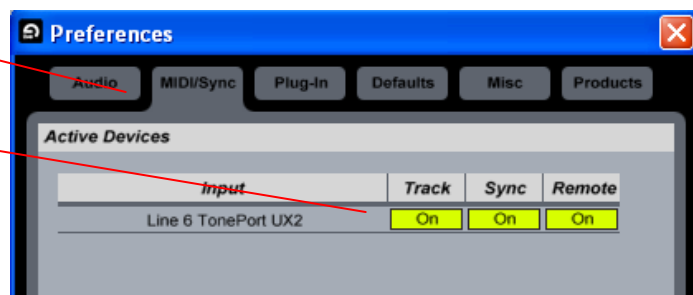 Preferences
Audio MIDI/Sync Plug-In Defaults Misc Products
Active Devices
Input Track Sync Remote
Line 6 TonePort UX2 On On On